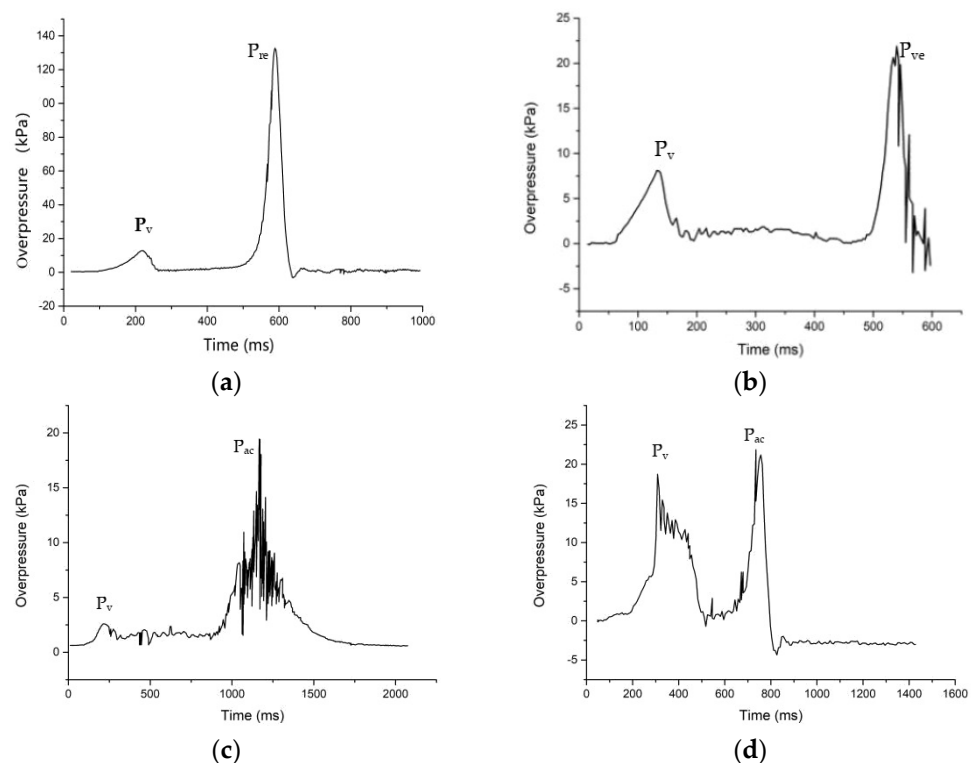 140
120
00
80
60
40
20
0
-20
Overpressure (kPa)
Pv
Pre
0 200 400 600 800 1000
Time (ms)
(a)
25
20
15
10
5
0
-5
Overpressure (kPa)
Pv
Pve
0 100 200 300 400 500 600
Time (ms)
(b)
20
15
10
5
0
Overpressure (kPa)
Pv
Pac
0 500 1000 1500 2000
Time (ms)
(c)
25
20
15
10
5
0
-5
Overpressure (kPa)
Pv
Pac
0 200 400 600 800 1000 1200 1400 1600
Time (ms)
(d)